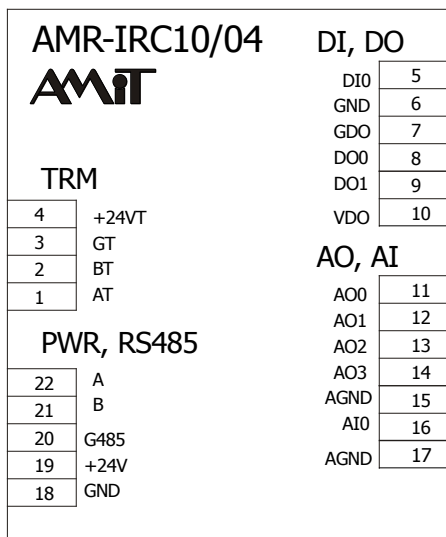 AMR-IRC10/04
AMiT
TRM
4 +24VT
3 GT
2 BT
1 AT
PWR, RS485
22 A
21 B
20 G485
19 +24V
18 GND
DI, DO
DI0 5
GND 6
GDO 7
DO0 8
DO1 9
VDO 10
AO, AI
AO0 11
AO1 12
AO2 13
AO3 14
AGND 15
AI0 16
AGND 17